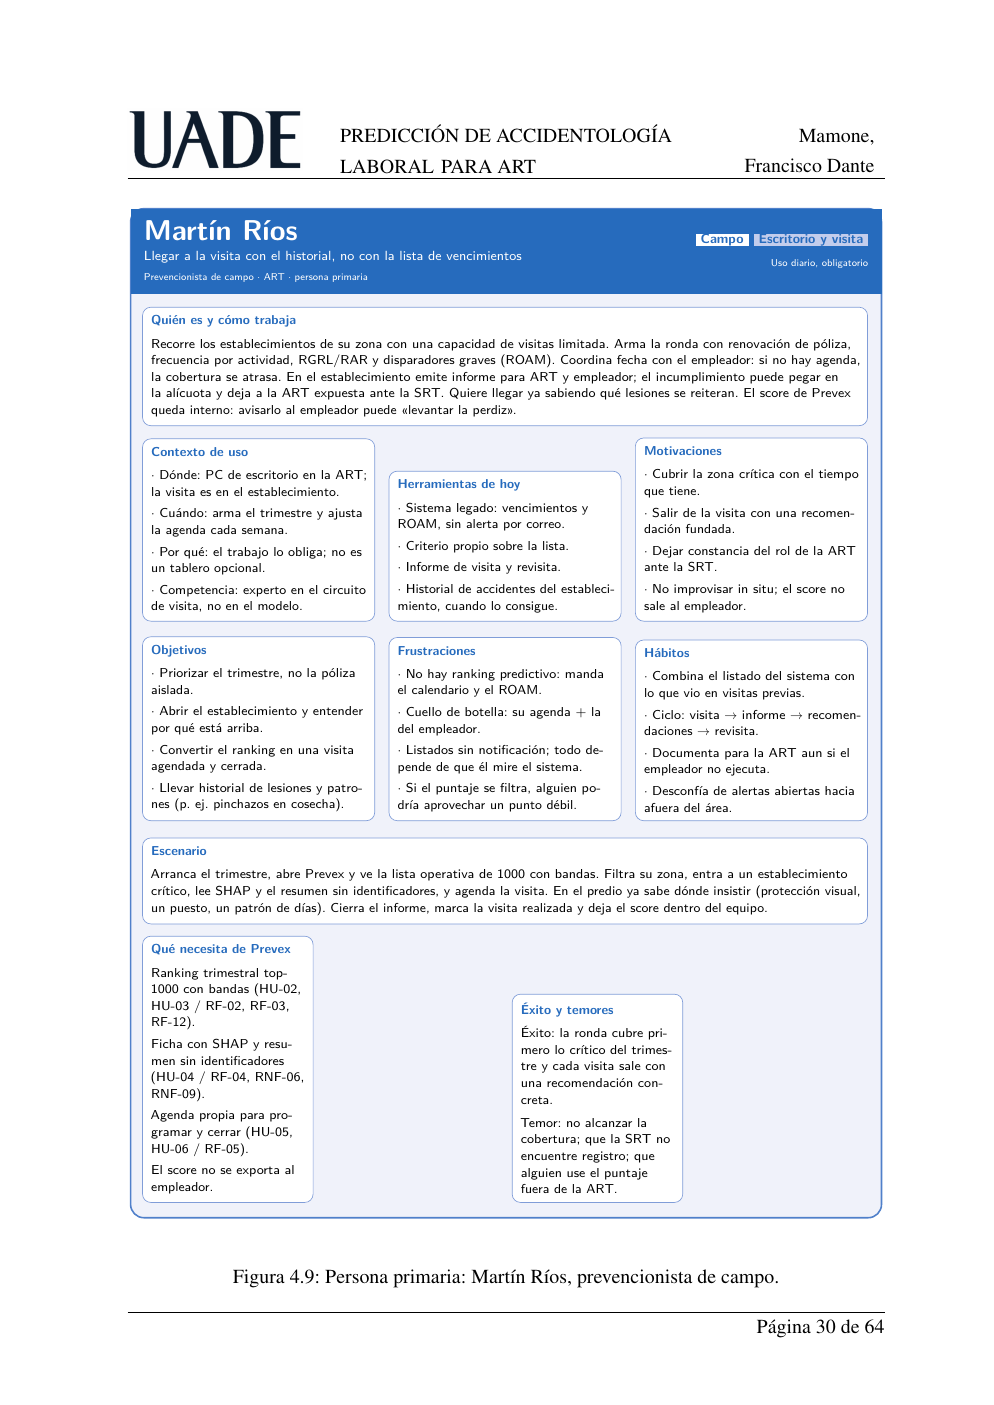 UADE
PREDICCIÓN DE ACCIDENTOLOGÍA
LABORAL PARA ART
Mamone,
Francisco Dante
Martín Ríos
Llegar a la visita con el historial, no con la lista de vencimientos
Prevencionista de campo · ART · persona primaria
Campo
Escritorio y visita
Uso diario, obligatorio
Quién es y cómo trabaja
Recorre los establecimientos de su zona con una capacidad de visitas limitada. Arma la ronda con renovación de póliza,
frecuencia por actividad, RGRL/RAR y disparadores graves (ROAM). Coordina fecha con el empleador: si no hay agenda,
la cobertura se atrasa. En el establecimiento emite informe para ART y empleador; el incumplimiento puede pegar en
la alícuota y deja a la ART expuesta ante la SRT. Quiere llegar ya sabiendo qué lesiones se reiteran. El score de Prevex
queda interno: avisarlo al empleador puede «levantar la perdiz».
Contexto de uso
· Dónde: PC de escritorio en la ART;
la visita es en el establecimiento.
· Cuándo: arma el trimestre y ajusta
la agenda cada semana.
· Por qué: el trabajo lo obliga; no es
un tablero opcional.
· Competencia: experto en el circuito
de visita, no en el modelo.
Herramientas de hoy
· Sistema legado: vencimientos y
ROAM, sin alerta por correo.
· Criterio propio sobre la lista.
· Informe de visita y revisita.
· Historial de accidentes del estableci-
miento, cuando lo consigue.
Motivaciones
· Cubrir la zona crítica con el tiempo
que tiene.
· Salir de la visita con una recomen-
dación fundada.
· Dejar constancia del rol de la ART
ante la SRT.
· No improvisar in situ; el score no
sale al empleador.
Objetivos
· Priorizar el trimestre, no la póliza
aislada.
· Abrir el establecimiento y entender
por qué está arriba.
· Convertir el ranking en una visita
agendada y cerrada.
· Llevar historial de lesiones y patro-
nes (p. ej. pinchazos en cosecha).
Frustraciones
· No hay ranking predictivo: manda
el calendario y el ROAM.
· Cuello de botella: su agenda + la
del empleador.
· Listados sin notificación; todo de-
pende de que él mire el sistema.
· Si el puntaje se filtra, alguien po-
dría aprovechar un punto débil.
Hábitos
· Combina el listado del sistema con
lo que vio en visitas previas.
· Ciclo: visita → informe → recomen-
daciones → revisita.
· Documenta para la ART aun si el
empleador no ejecuta.
· Desconfía de alertas abiertas hacia
afuera del área.
Escenario
Arranca el trimestre, abre Prevex y ve la lista operativa de 1000 con bandas. Filtra su zona, entra a un establecimiento
crítico, lee SHAP y el resumen sin identificadores, y agenda la visita. En el predio ya sabe dónde insistir (protección visual,
un puesto, un patrón de días). Cierra el informe, marca la visita realizada y deja el score dentro del equipo.
Qué necesita de Prevex
Ranking trimestral top-
1000 con bandas (HU-02,
HU-03 / RF-02, RF-03,
RF-12).
Ficha con SHAP y resu-
men sin identificadores
(HU-04 / RF-04, RNF-06,
RNF-09).
Agenda propia para pro-
gramar y cerrar (HU-05,
HU-06 / RF-05).
El score no se exporta al
empleador.
Éxito y temores
Éxito: la ronda cubre pri-
mero lo crítico del trimes-
tre y cada visita sale con
una recomendación con-
creta.
Temor: no alcanzar la
cobertura; que la SRT no
encuentre registro; que
alguien use el puntaje
fuera de la ART.
Figura 4.9: Persona primaria: Martín Ríos, prevencionista de campo.
Página 30 de 64